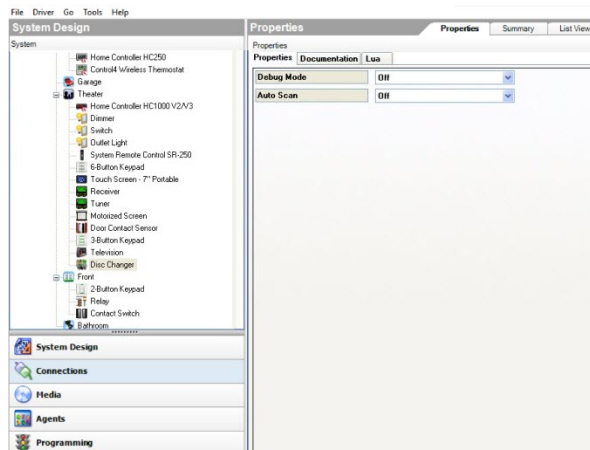 File Driver Go Tools Help
System Design
System
Home Controller HC250
Control4 Wireless Thermostat
Garage
Theater
Home Controller HC1000 V2/V3
Dimmer
Switch
Outlet Light
System Remote Control SR-250
6-Button Keypad
Touch Screen - 7" Portable
Receiver
Tuner
Motorized Screen
Door Contact Sensor
3-Button Keypad
Television
Disc Changer
Front
2-Button Keypad
Relay
Contact Switch
Bathroom
System Design
Connections
Media
Agents
Programming
Properties Properties Summary List View
Properties
Properties Documentation Lua
Debug Mode Off
Auto Scan Off